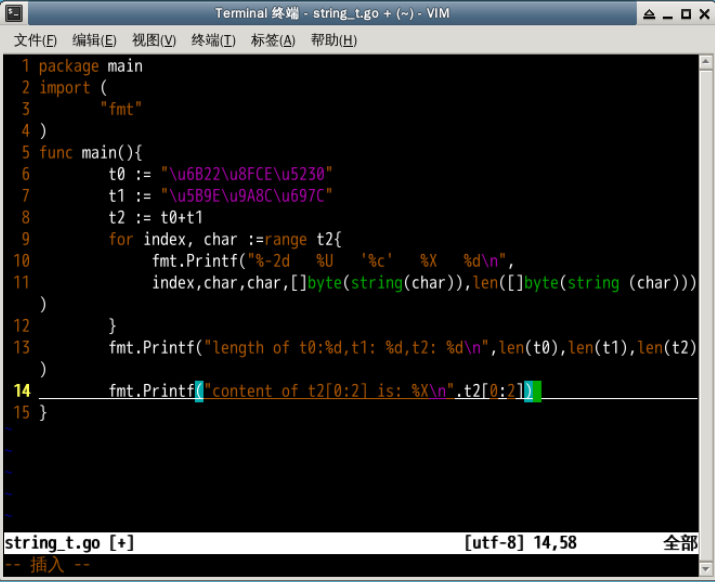 Terminal 终端 - string_t.go + (~) - VIM
文件(F) 编辑(E) 视图(V) 终端(T) 标签(A) 帮助(H)
1 package main
2 import (
3 "fmt"
4 )
5 func main(){
6 t0 := "\u6B22\u8FCE\u5230"
7 t1 := "\u5B9E\u9A8C\u697C"
8 t2 := t0+t1
9 for index, char :=range t2{
10 fmt.Printf("%-2d %U '%c' %X %d\n",
11 index,char,char,[]byte(string(char)),len([]byte(string (char)))
)
12 }
13 fmt.Printf("length of t0:%d,t1: %d,t2: %d\n",len(t0),len(t1),len(t2)
)
14 fmt.Printf("content of t2[0:2] is: %X\n".t2[0:2])
15 }
~
~
~
~
~
string_t.go [+] [utf-8] 14,58 全部
-- 插入 --